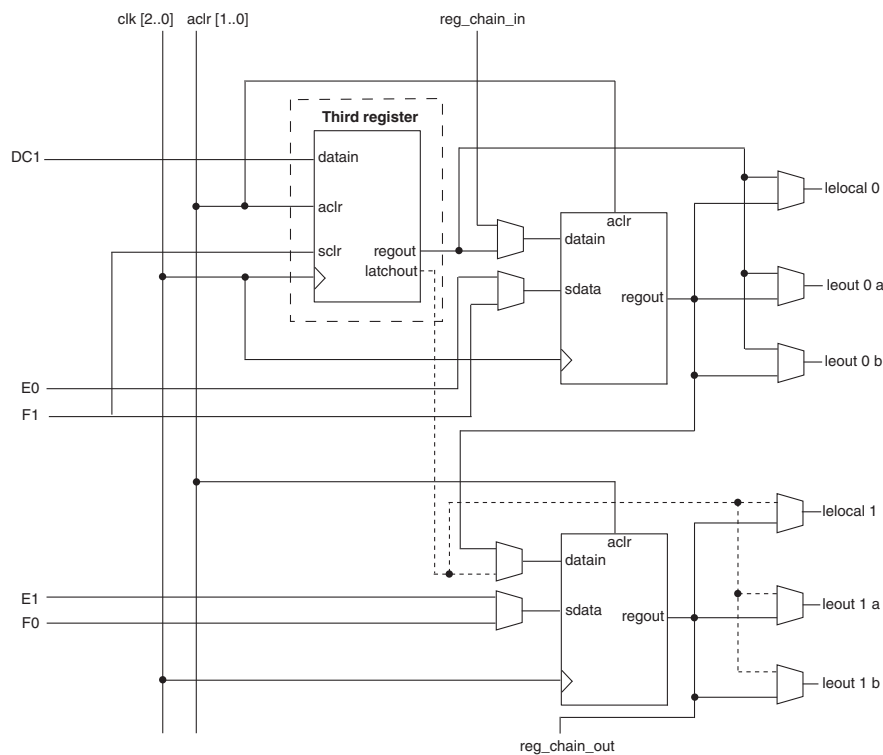 clk [2..0] aclr [1..0] reg_chain_in
Third register
DC1
datain
aclr
sclr
regout
latchout
aclr
datain
sdata
regout
lelocal 0
leout 0 a
leout 0 b
E0
F1
aclr
datain
sdata
regout
lelocal 1
leout 1 a
leout 1 b
E1
F0
reg_chain_out